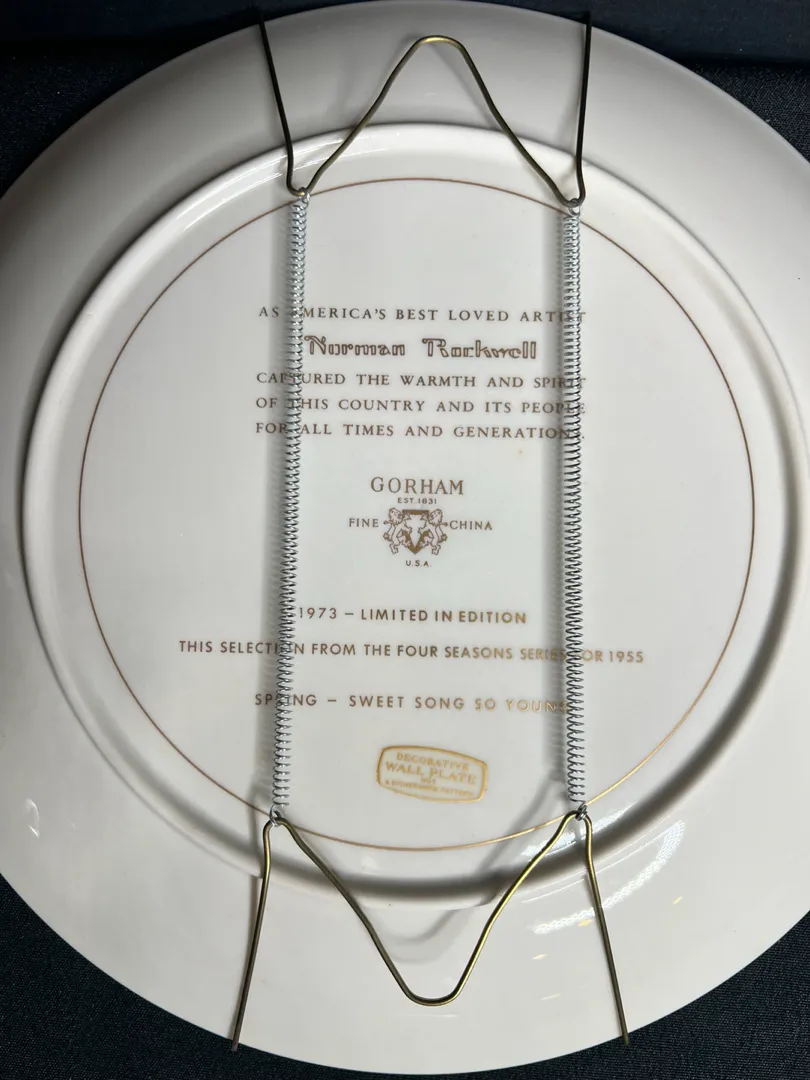 AS AMERICA'S BEST LOVED ARTIST
Norman Rockwell
CAPTURED THE WARMTH AND SPIRIT
OF THIS COUNTRY AND ITS PEOPLE
FOR ALL TIMES AND GENERATIONS.
GORHAM
EST. 1831
FINE CHINA
U.S.A.
1973 – LIMITED IN EDITION
THIS SELECTION FROM THE FOUR SEASONS SERIES FOR 1955
SPRING – SWEET SONG SO YOUNG
DECORATIVE
WALL PLATE